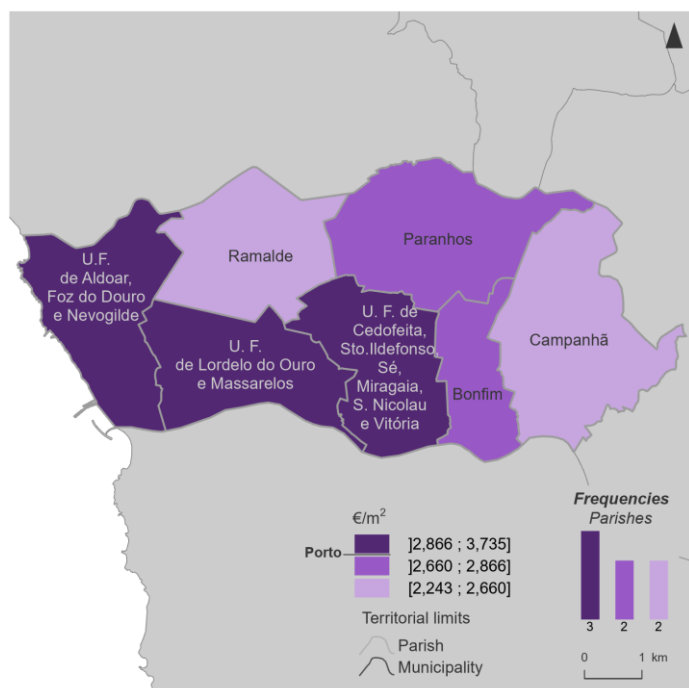 U.F.
de Aldoar,
Foz do Douro
e Nevogilde
Ramalde
Paranhos
U. F.
de Lordelo do Ouro
e Massarelos
U. F. de
Cedofeita,
Sto.Ildefonso
Sé,
Miragaia,
S. Nicolau
e Vitória
Bonfim
Campanhã
€/m²
Porto
]2,866 ; 3,735]
]2,660 ; 2,866]
[2,243 ; 2,660]
Territorial limits
Parish
Municipality
Frequencies
Parishes
3 2 2
0 1 km